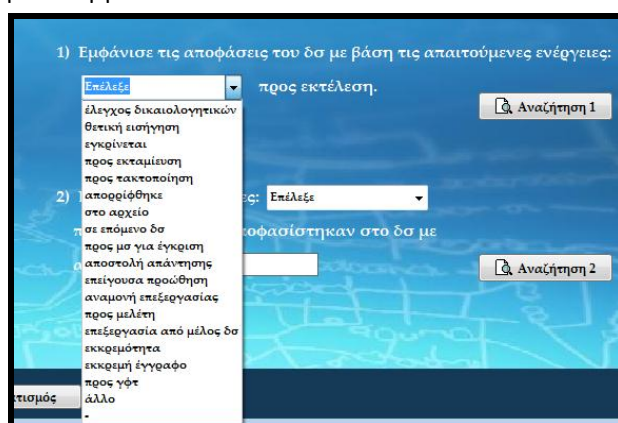 1) Εμφάνισε τις αποφάσεις του δσ με βάση τις απαιτούμενες ενέργειες:
Επέλεξε προς εκτέλεση.
Αναζήτηση 1
έλεγχος δικαιολογητικών
θετική εισήγηση
εγκρίνεται
προς εκταμίευση
προς τακτοποίηση
απορρίφθηκε
στο αρχείο
σε επόμενο δσ
προς μσ για έγκριση
αποστολή απάντησης
επείγουσα προώθηση
αναμονή επεξεργασίας
προς μελέτη
επεξεργασία από μέλος δσ
εκκρεμότητα
εκκρεμή έγγραφο
προς γφτ
άλλο
-
2) Επέλεξε
στο δσ με
Αναζήτηση 2